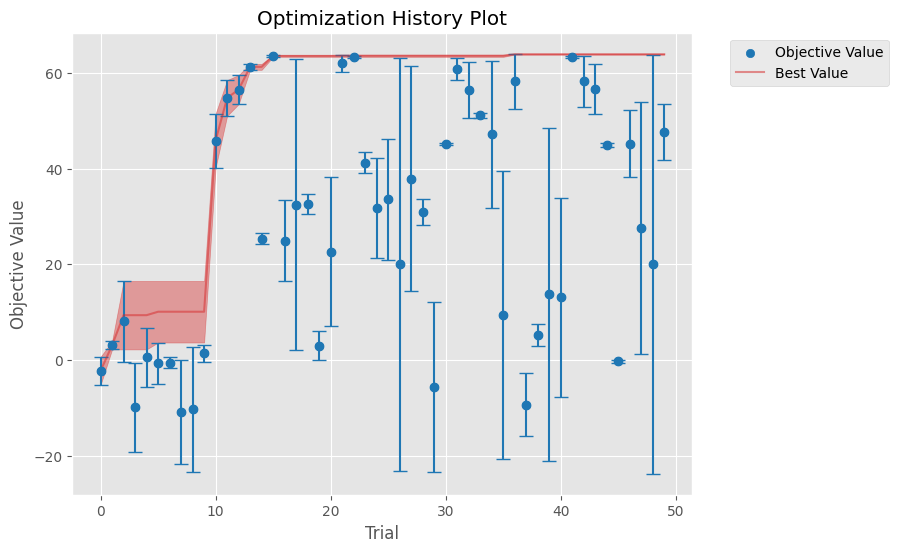 Optimization History Plot
Objective Value
Best Value
Objective Value
60
40
20
0
−20
0 10 20 30 40 50
Trial